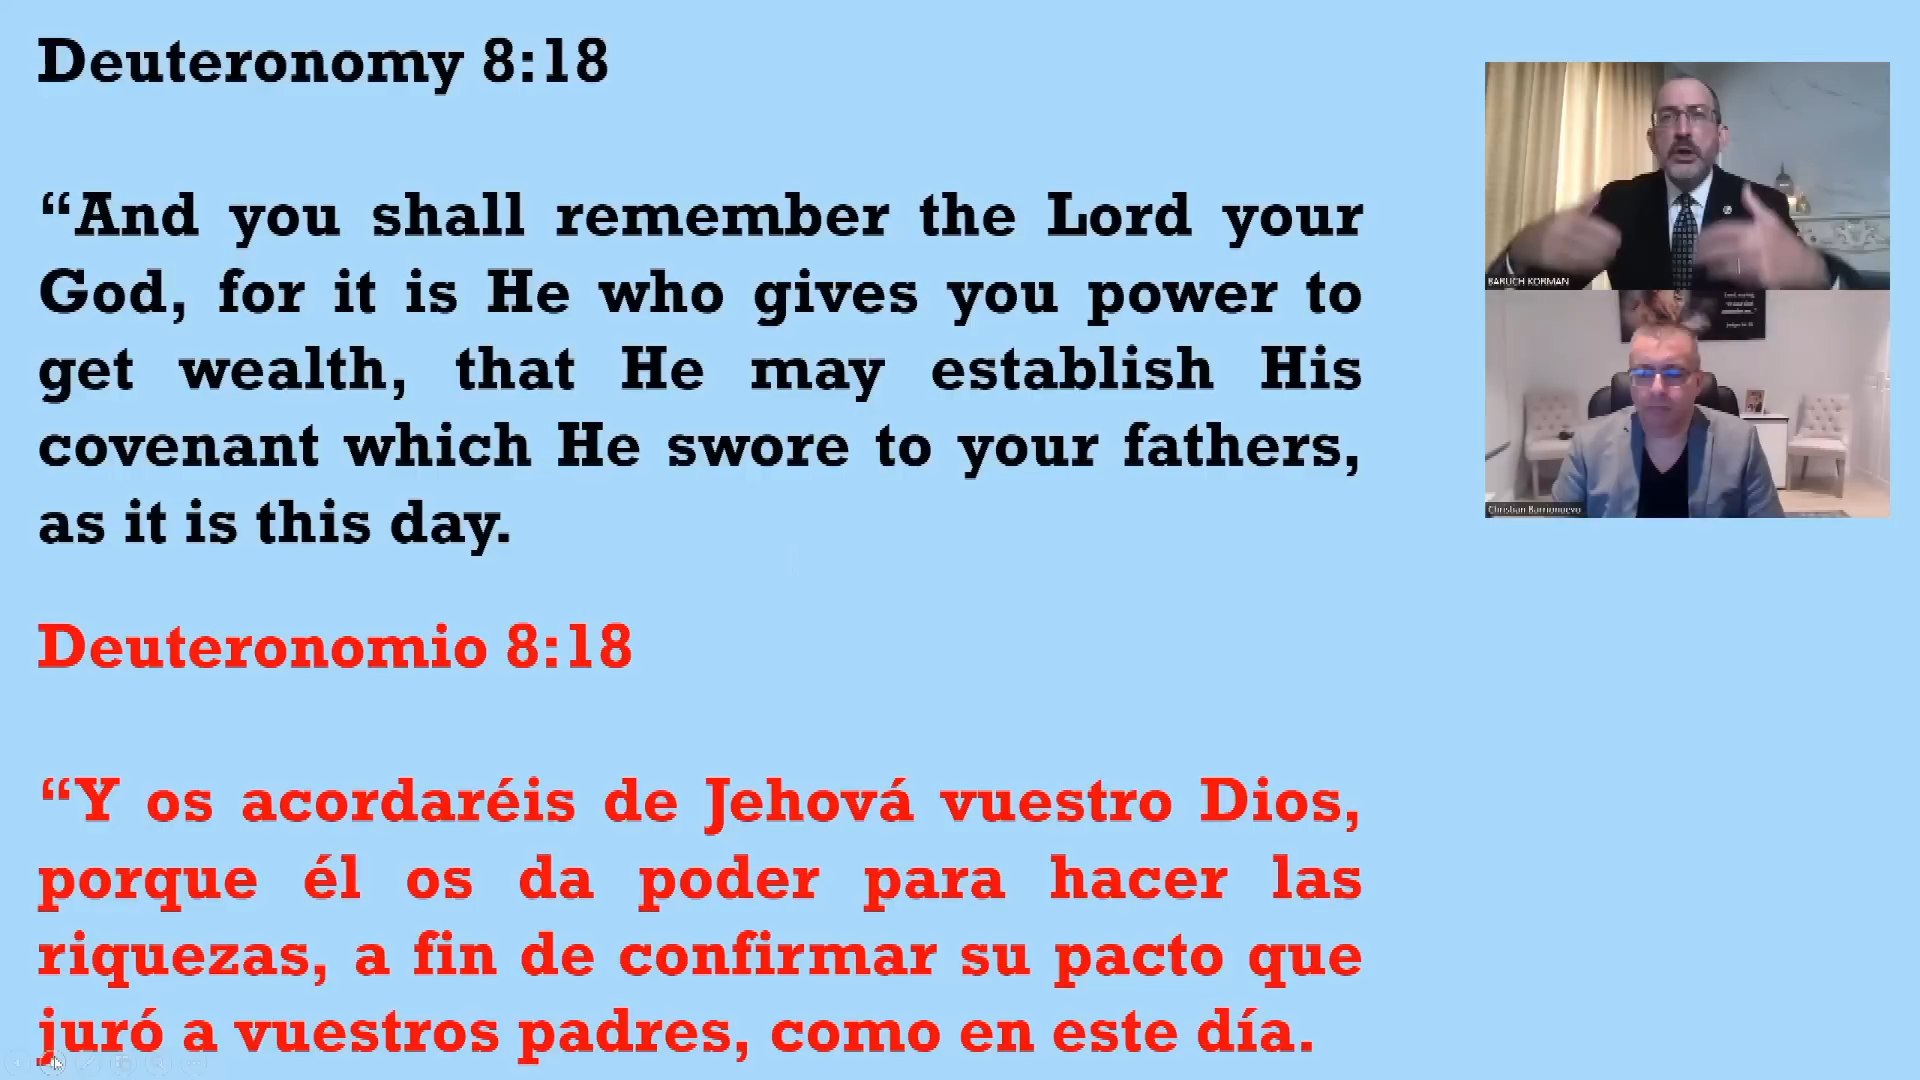 Deuteronomy 8:18
“And you shall remember the Lord your
God, for it is He who gives you power to
get wealth, that He may establish His
covenant which He swore to your fathers,
as it is this day.
Deuteronomio 8:18
“Y os acordaréis de Jehová vuestro Dios,
porque él os da poder para hacer las
riquezas, a fin de confirmar su pacto que
juró a vuestros padres, como en este día.
BARUCH KORMAN
Christian Barrionuevo